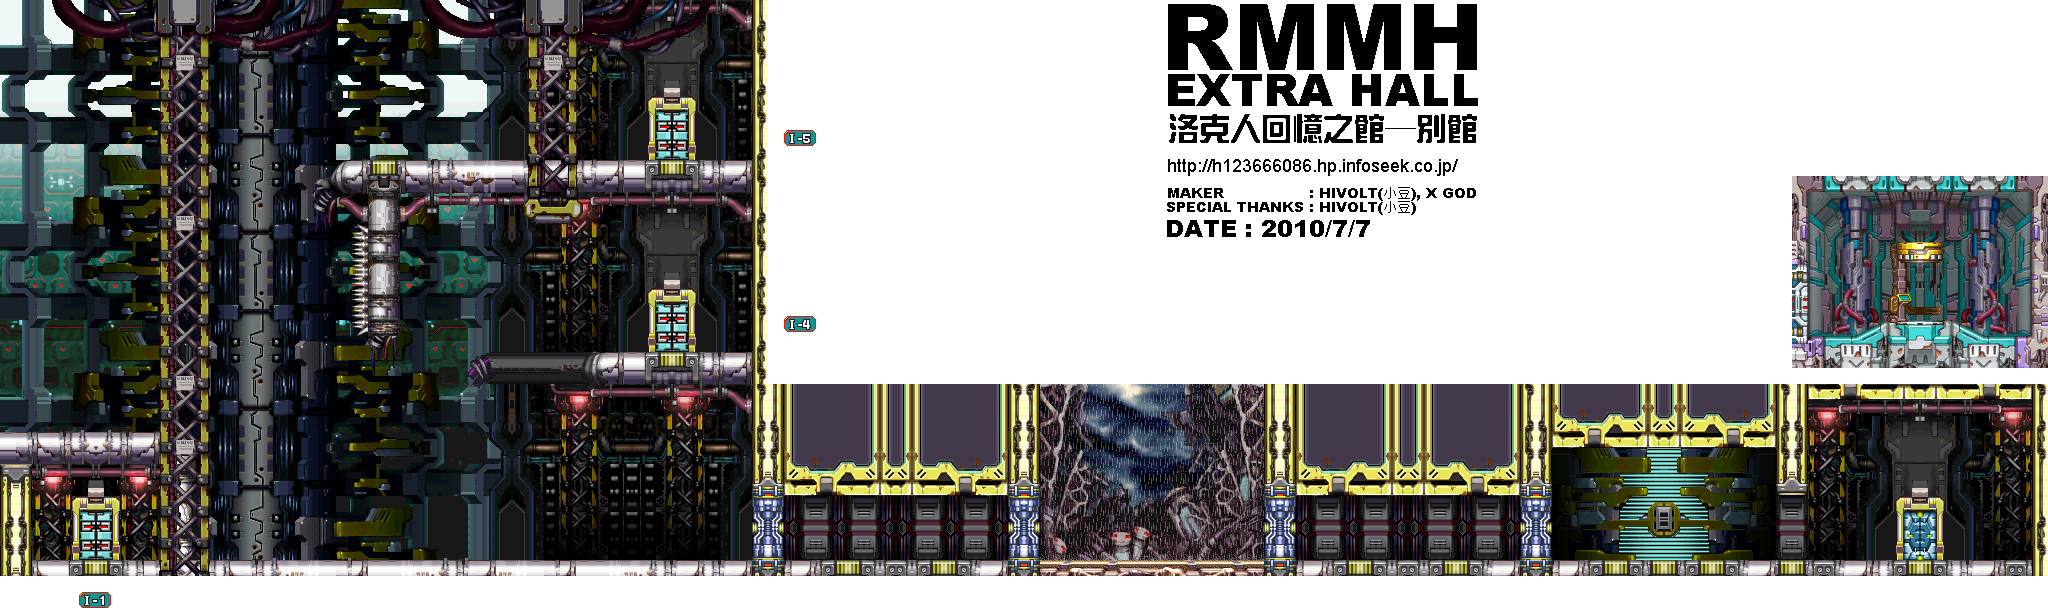 RMMH
EXTRA HALL
洛克人回憶之館──別館
http://h123666086.hp.infoseek.co.jp/
MAKER : HIVOLT(小豆), X GOD
SPECIAL THANKS : HIVOLT(小豆)
DATE : 2010/7/7
I-5
I-4
I-1